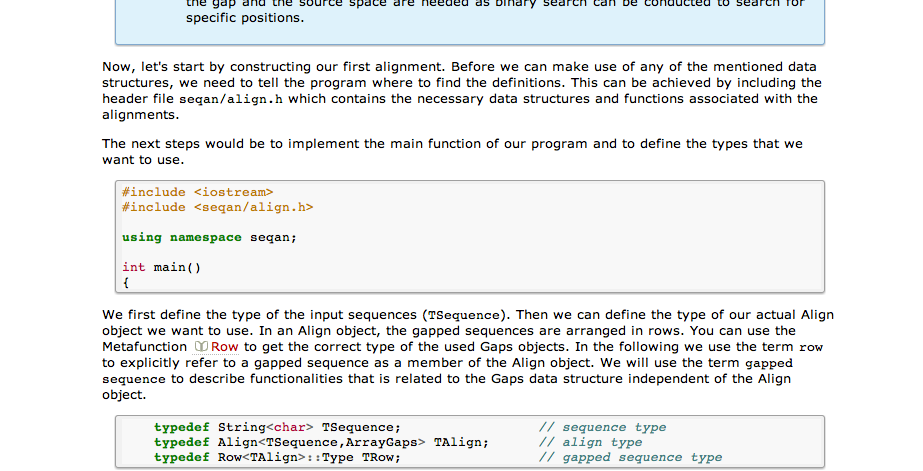 the gap and the source space are needed as binary search can be conducted to search for
specific positions.
Now, let's start by constructing our first alignment. Before we can make use of any of the mentioned data
structures, we need to tell the program where to find the definitions. This can be achieved by including the
header file seqan/align.h which contains the necessary data structures and functions associated with the
alignments.
The next steps would be to implement the main function of our program and to define the types that we
want to use.
#include <iostream>
#include <seqan/align.h>
using namespace seqan;
int main()
{
We first define the type of the input sequences (TSequence). Then we can define the type of our actual Align
object we want to use. In an Align object, the gapped sequences are arranged in rows. You can use the
Metafunction Row to get the correct type of the used Gaps objects. In the following we use the term row
to explicitly refer to a gapped sequence as a member of the Align object. We will use the term gapped
sequence to describe functionalities that is related to the Gaps data structure independent of the Align
object.
typedef String<char> TSequence; // sequence type
typedef Align<TSequence,ArrayGaps> TAlign; // align type
typedef Row<TAlign>::Type TRow; // gapped sequence type